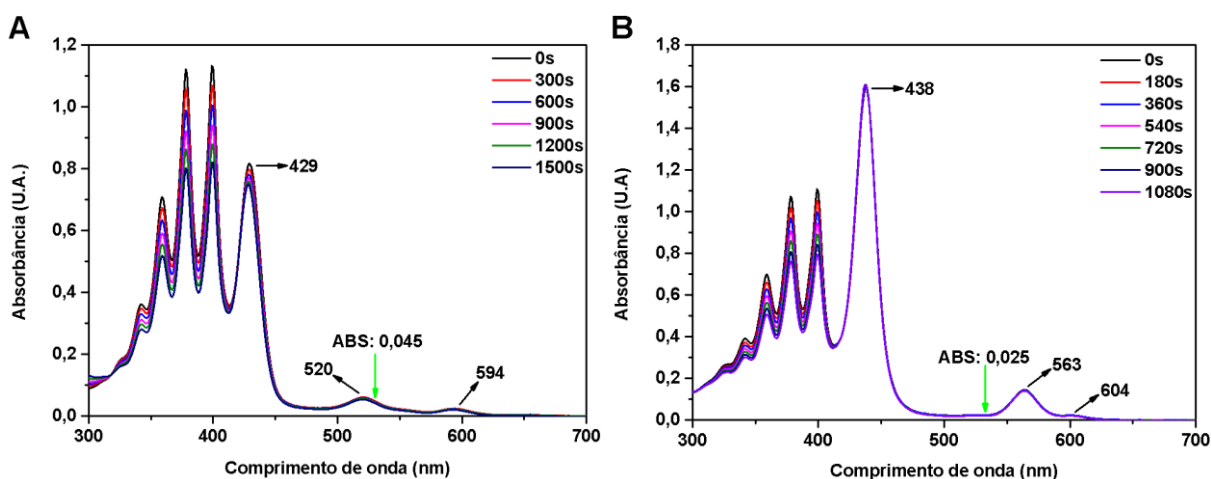 A
1,2
1,0
0,8
0,6
0,4
0,2
0,0
Absorbância (U.A.)
0s
300s
600s
900s
1200s
1500s
429
ABS: 0,045
520
594
300
400
500
600
700
Comprimento de onda (nm)
B
1,8
1.6
1.4
1.2
1.0
0.8
0.6
0.4
0.2
0,0
Absorbância (U.A)
0s
180s
360s
540s
720s
900s
1080s
438
ABS: 0,025
563
604
300
400
500
600
700
Comprimento de onda (nm)